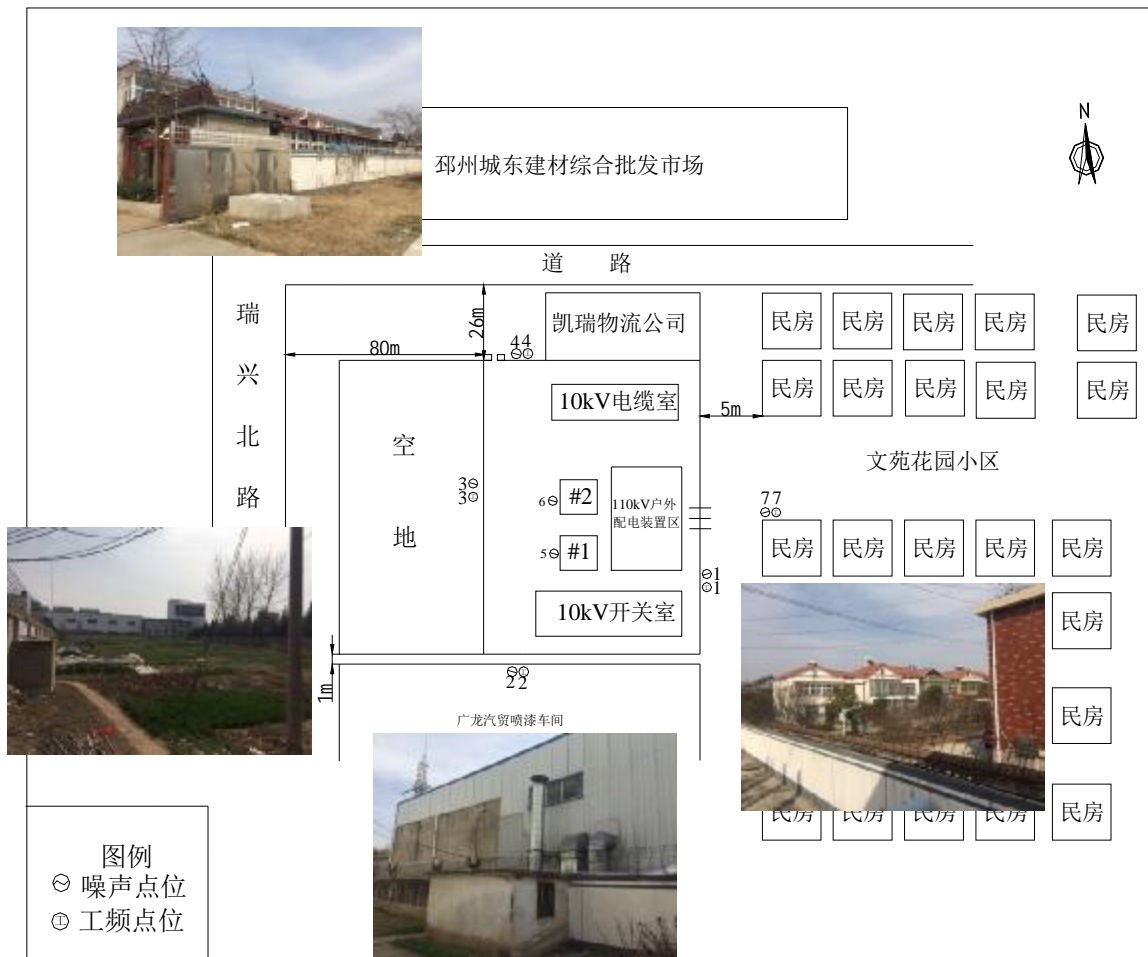 N
邳州城东建材综合批发市场
道 路
瑞兴北路
26m
80m
凯瑞物流公司
民房 民房 民房 民房 民房
44
10kV电缆室
民房 民房 民房 民房 民房
5m
空地
文苑花园小区
3
3
6
#2
110kV户外
配电装置区
77
5
#1
民房 民房 民房 民房 民房
1
1
10kV开关室
民房
1m
22
广龙汽贸喷漆车间
民房
民房 民房 民房 民房 民房
图例
噪声点位
工 工频点位